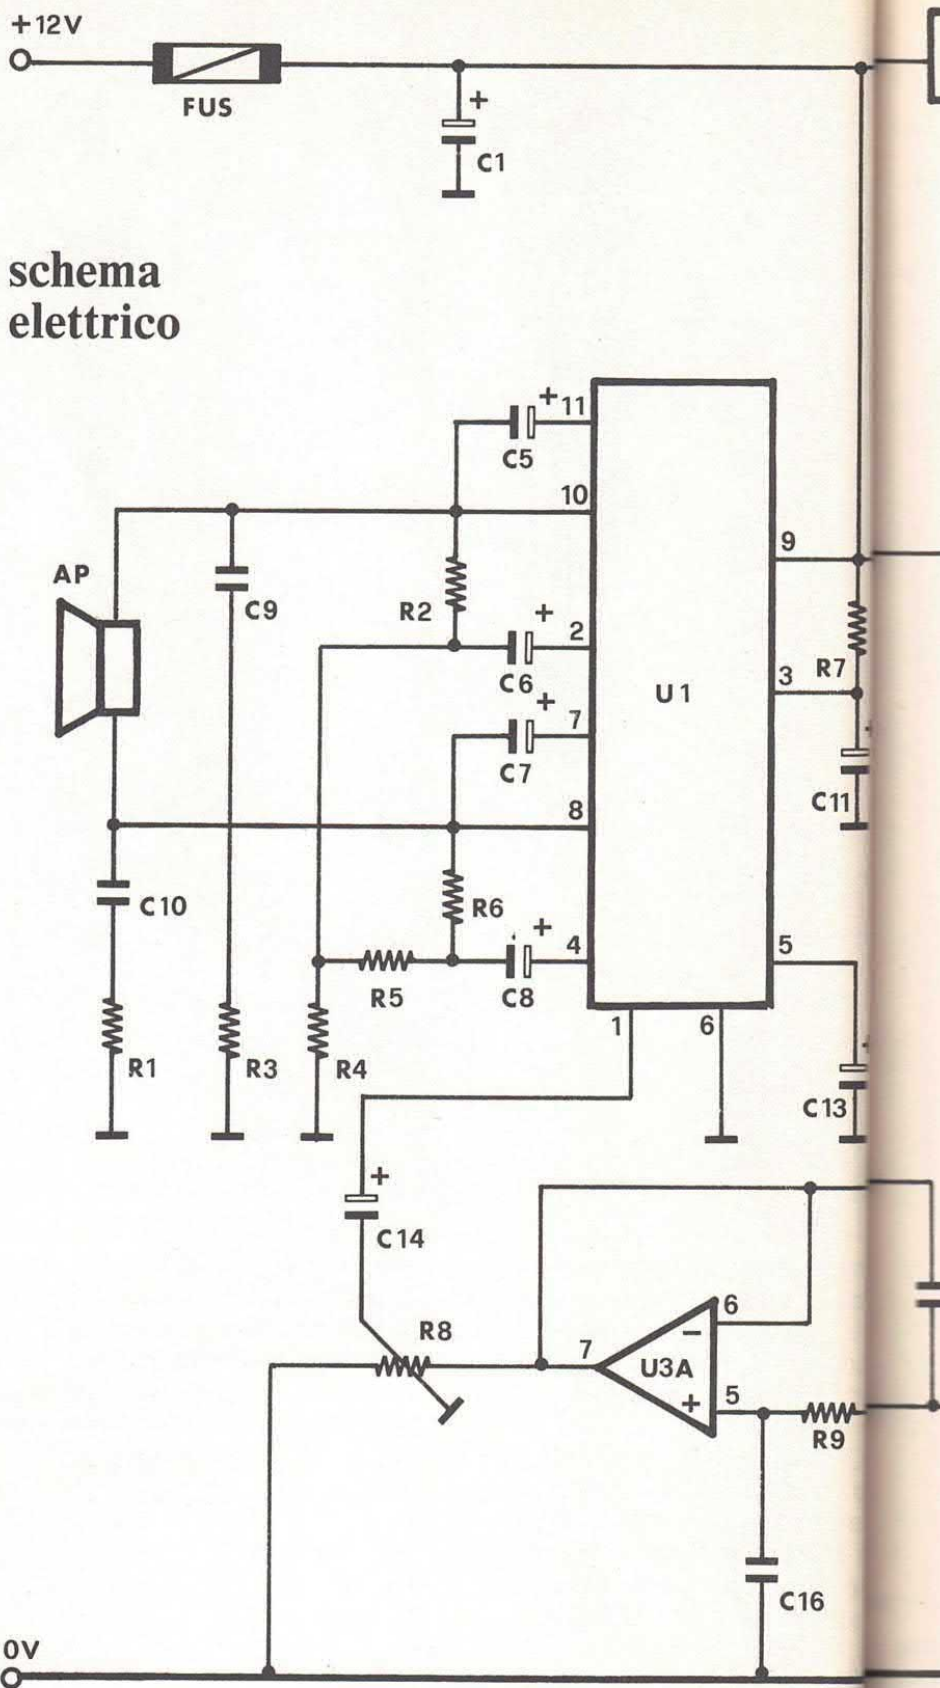 +12V
FUS
+
C1
schema
elettrico
+ 11
C5
10
9
AP
C9
R2
+
2
C6
R7
3
U1
+
7
C7
C11
8
C10
R6
+
4
5
R5
C8
1
6
R1
R3
R4
C13
+
C14
R8
6
7
−
U3A
5
+
R9
C16
0V